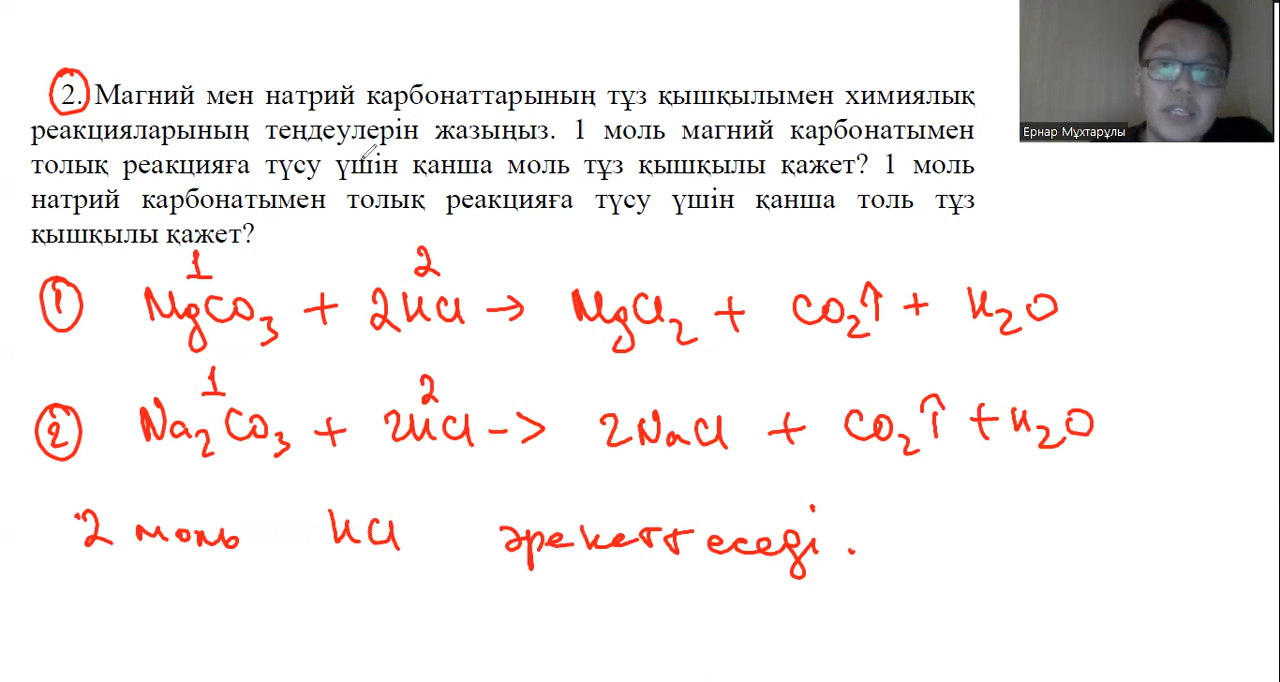 2. Магний мен натрий карбонаттарының тұз қышқылымен химиялық
реакцияларының теңдеулерін жазыңыз. 1 моль магний карбонатымен
толық реакцияға түсу үшін қанша моль тұз қышқылы қажет? 1 моль
натрий карбонатымен толық реакцияға түсу үшін қанша толь тұз
қышқылы қажет?
Ернар Мұхтарұлы
1 2
① MgCO3 + 2HCl → MgCl2 + CO2↑ + H2O
1 2
② Na2CO3 + 2HCl -> 2NaCl + CO2↑ + H2O
2 моль HCl әрекеттеседі.